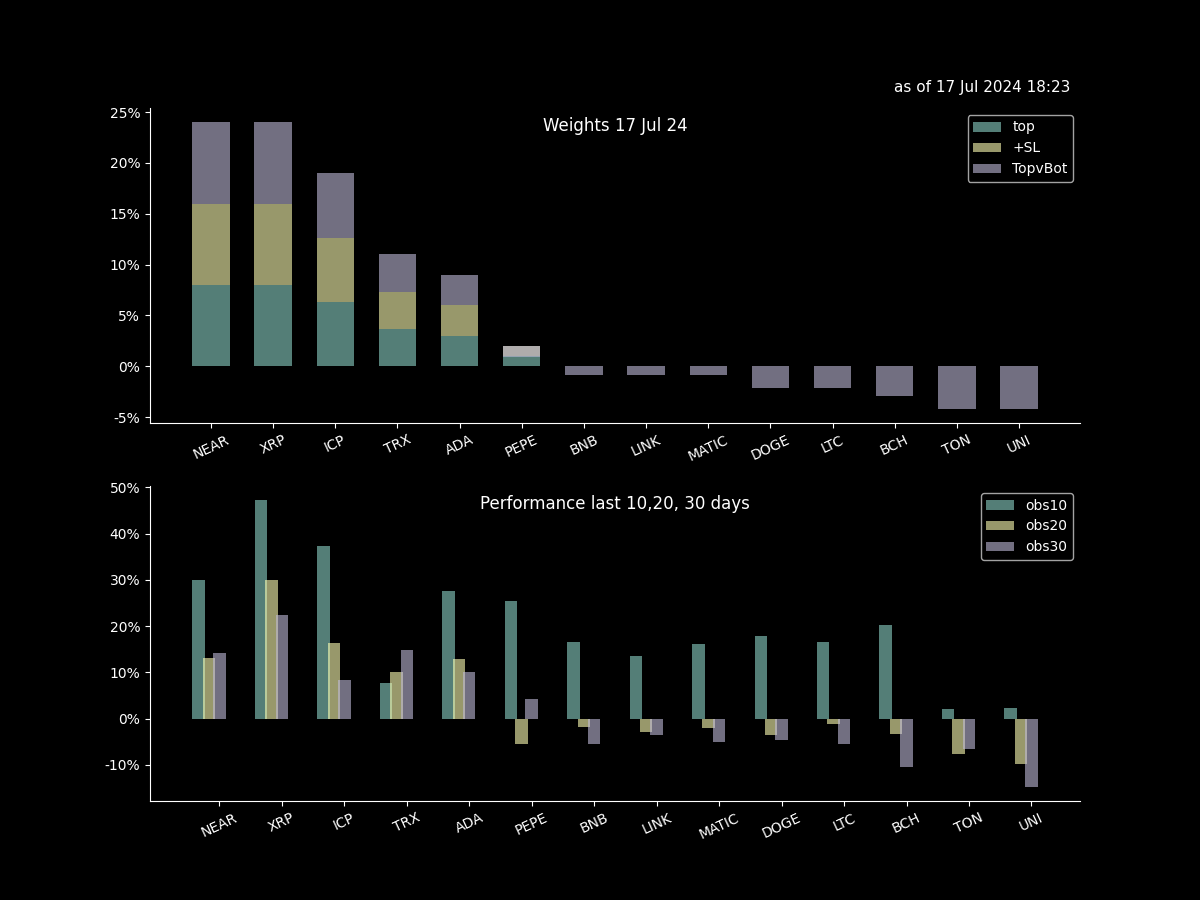 as of 17 Jul 2024 18:23
Weights 17 Jul 24
top
+SL
TopvBot
25%
20%
15%
10%
5%
0%
-5%
NEAR XRP ICP TRX ADA PEPE BNB LINK MATIC DOGE LTC BCH TON UNI
Performance last 10,20, 30 days
obs10
obs20
obs30
50%
40%
30%
20%
10%
0%
-10%
NEAR XRP ICP TRX ADA PEPE BNB LINK MATIC DOGE LTC BCH TON UNI